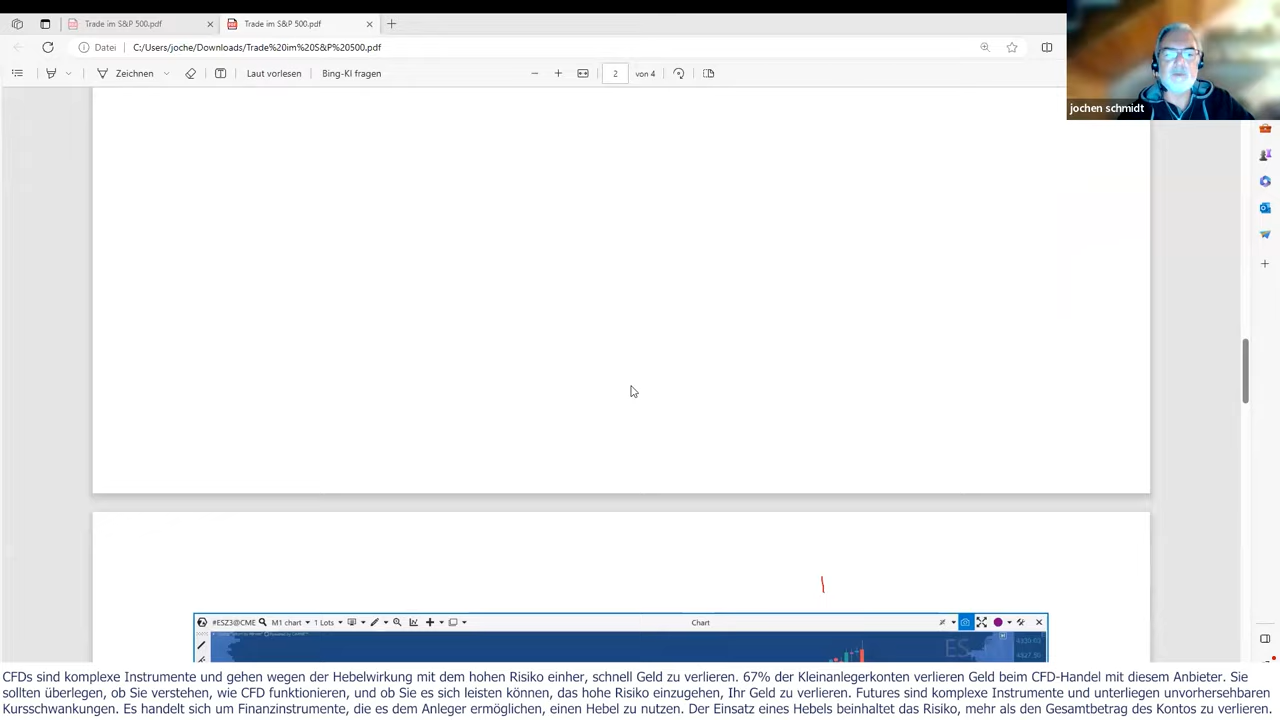 Trade im S&P 500.pdf
Trade im S&P 500.pdf
Datei
C:/Users/joche/Downloads/Trade%20im%20S&P%20500.pdf
Zeichnen
Laut vorlesen
Bing-KI fragen
2
von 4
jochen schmidt
#ESZ3@CME
M1 chart
1 Lots
Chart
ES
CFDs sind komplexe Instrumente und gehen wegen der Hebelwirkung mit dem hohen Risiko einher, schnell Geld zu verlieren. 67% der Kleinanlegerkonten verlieren Geld beim CFD-Handel mit diesem Anbieter. Sie
sollten überlegen, ob Sie verstehen, wie CFD funktionieren, und ob Sie es sich leisten können, das hohe Risiko einzugehen, Ihr Geld zu verlieren. Futures sind komplexe Instrumente und unterliegen unvorhersehbaren
Kursschwankungen. Es handelt sich um Finanzinstrumente, die es dem Anleger ermöglichen, einen Hebel zu nutzen. Der Einsatz eines Hebels beinhaltet das Risiko, mehr als den Gesamtbetrag des Kontos zu verlieren.